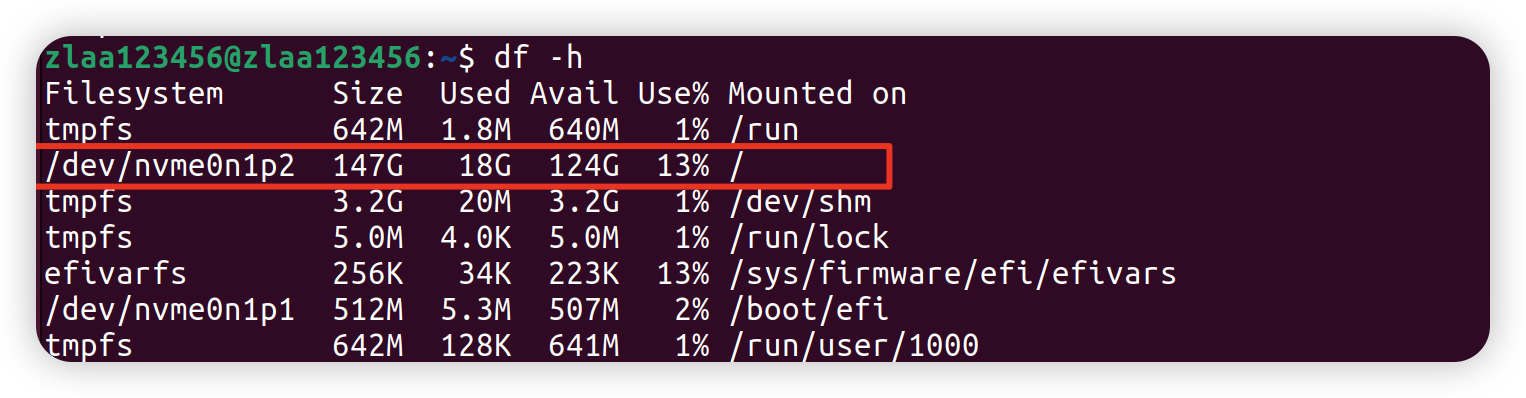 zlaa123456@zlaa123456:~$ df -h
Filesystem      Size  Used Avail Use% Mounted on
tmpfs           642M  1.8M  640M   1% /run
/dev/nvme0n1p2  147G   18G  124G  13% /
tmpfs           3.2G   20M  3.2G   1% /dev/shm
tmpfs           5.0M  4.0K  5.0M   1% /run/lock
efivarfs        256K   34K  223K  13% /sys/firmware/efi/efivars
/dev/nvme0n1p1  512M  5.3M  507M   2% /boot/efi
tmpfs           642M  128K  641M   1% /run/user/1000